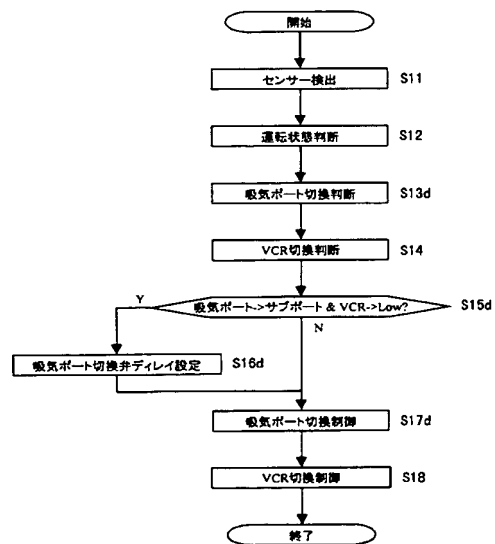 開始
センサー検出 S11
運転状態判断 S12
吸気ポート切換判断 S13d
VCR切換判断 S14
吸気ポート->サブポート & VCR->Low? S15d
Y
N
吸気ポート切換弁ディレイ設定 S16d
吸気ポート切換制御 S17d
VCR切換制御 S18
終了